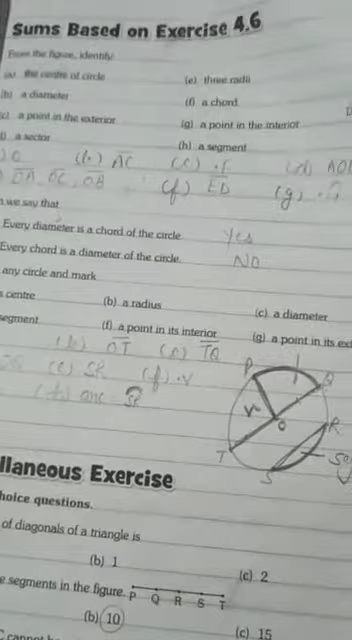 Sums Based on Exercise 4.6
From the figure, identify:
(a) the centre of circle (e) three radii
(b) a diameter (f) a chord
(c) a point in the exterior (g) a point in the interior
a sector (h) a segment
O (b.) AC (c)
OA, OC, OB (f) ED (g)
we say that
Every diameter is a chord of the circle. Yes
Every chord is a diameter of the circle. NO
any circle and mark
centre (b) a radius (c) a diameter
segment (f) a point in its interior (g) a point in its ext
(b) OT (c) TQ
(e) SR (f) .V
arc
P Q
V O R
T S
llaneous Exercise
hoice questions.
of diagonals of a triangle is
(b) 1 (c) 2
e segments in the figure. P Q R S T
(b) 10 (c) 15